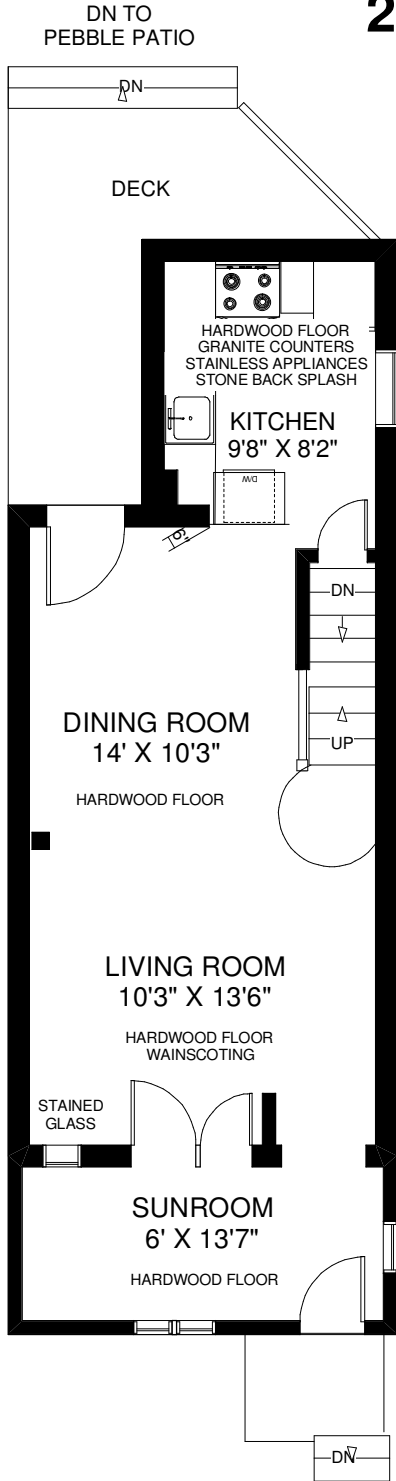 2
DN TO
PEBBLE PATIO
DN
DECK
HARDWOOD FLOOR
GRANITE COUNTERS
STAINLESS APPLIANCES
STONE BACK SPLASH
KITCHEN
9'8" X 8'2"
D/W
6"
DN
UP
DINING ROOM
14' X 10'3"
HARDWOOD FLOOR
LIVING ROOM
10'3" X 13'6"
HARDWOOD FLOOR
WAINSCOTING
STAINED
GLASS
SUNROOM
6' X 13'7"
HARDWOOD FLOOR
DN